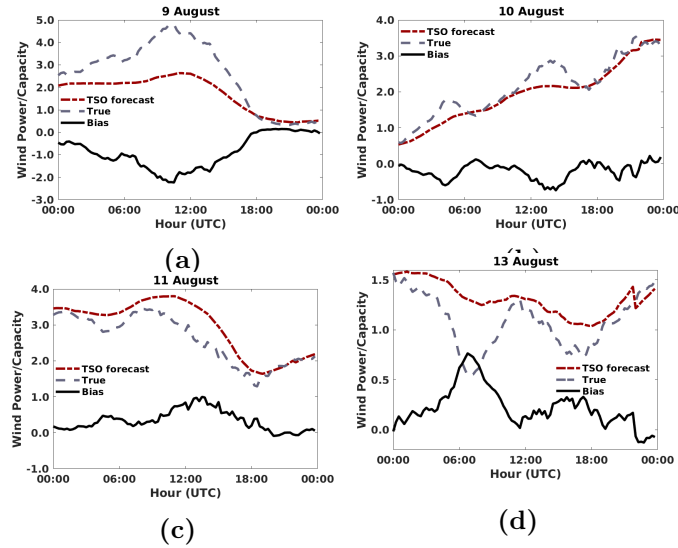 9 August
5.0
4.0
3.0
2.0
1.0
0.0
-1.0
-2.0
-3.0
Wind Power/Capacity
TSO forecast
True
Bias
00:00 06:00 12:00 18:00 00:00
Hour (UTC)
(a)
10 August
4.0
3.0
2.0
1.0
0.0
-1.0
Wind Power/Capacity
TSO forecast
True
Bias
00:00 06:00 12:00 18:00 00:00
Hour (UTC)
11 August
4.0
3.0
2.0
1.0
0.0
-1.0
Wind Power/Capacity
TSO forecast
True
Bias
00:00 06:00 12:00 18:00 00:00
Hour (UTC)
(c)
13 August
1.5
1.0
0.5
0.0
Wind Power/Capacity
TSO forecast
True
Bias
00:00 06:00 12:00 18:00 00:00
Hour (UTC)
(d)